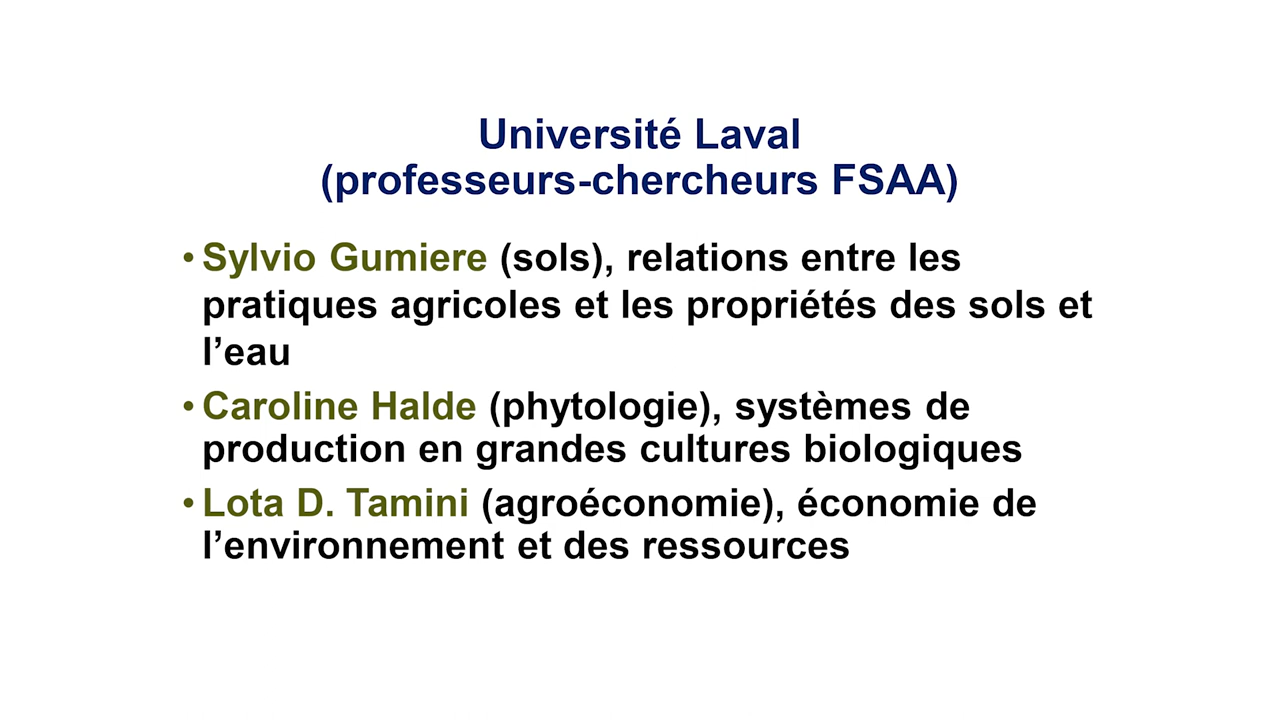 Université Laval
(professeurs-chercheurs FSAA)
• Sylvio Gumiere (sols), relations entre les
pratiques agricoles et les propriétés des sols et
l’eau
• Caroline Halde (phytologie), systèmes de
production en grandes cultures biologiques
• Lota D. Tamini (agroéconomie), économie de
l’environnement et des ressources